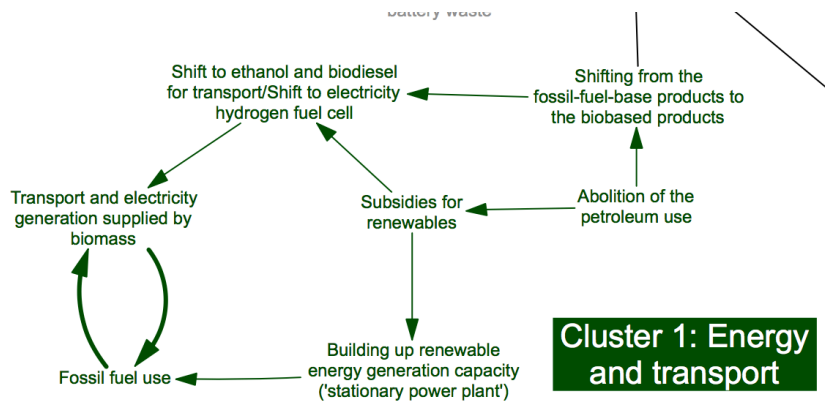 battery waste
Shift to ethanol and biodiesel
for transport/Shift to electricity
hydrogen fuel cell
Shifting from the
fossil-fuel-base products to
the biobased products
Transport and electricity
generation supplied by
biomass
Subsidies for
renewables
Abolition of the
petroleum use
Fossil fuel use
Building up renewable
energy generation capacity
('stationary power plant')
Cluster 1: Energy
and transport